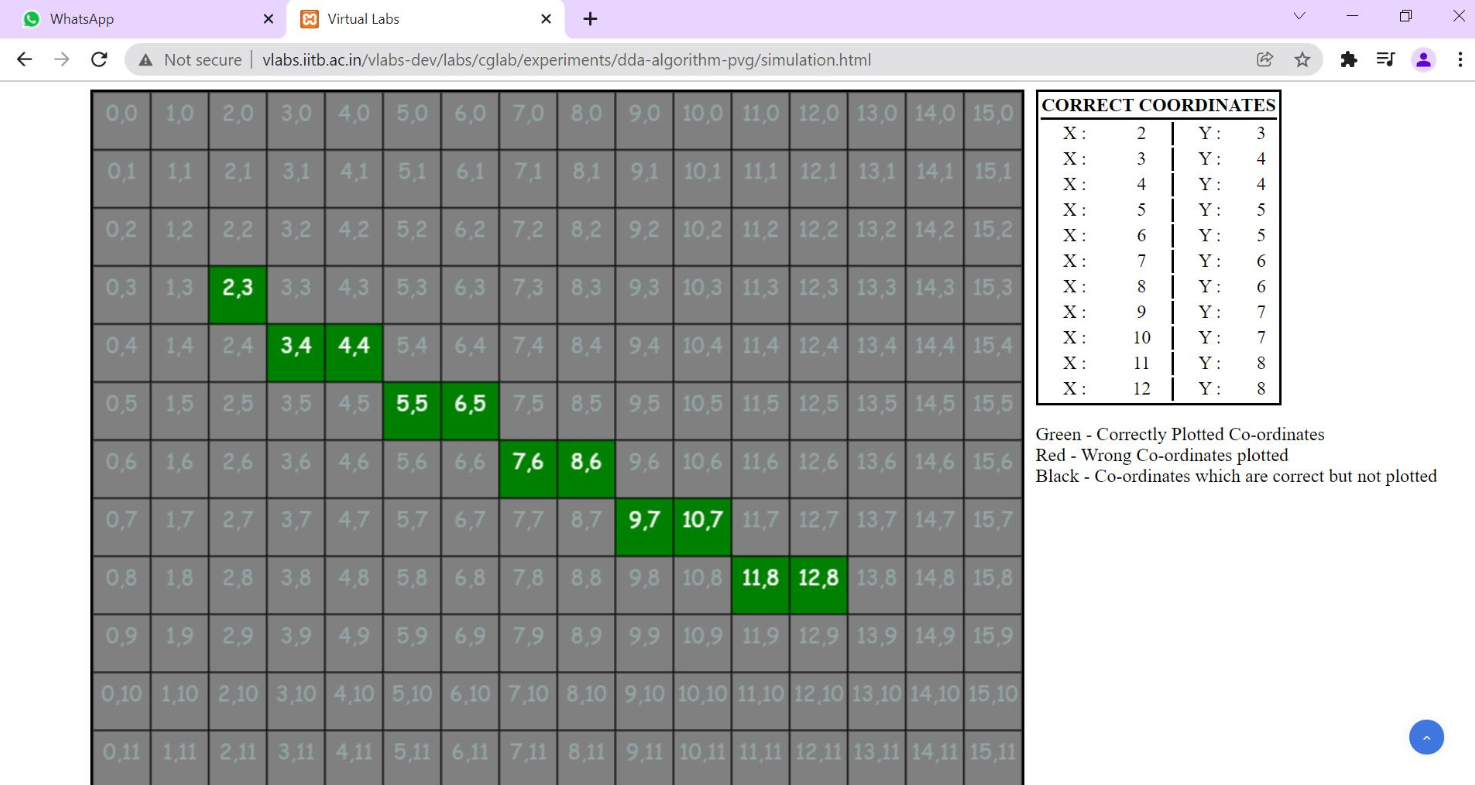 WhatsApp
Virtual Labs
Not secure
vlabs.iitb.ac.in/vlabs-dev/labs/cglab/experiments/dda-algorithm-pvg/simulation.html
0,0 1,0 2,0 3,0 4,0 5,0 6,0 7,0 8,0 9,0 10,0 11,0 12,0 13,0 14,0 15,0
0,1 1,1 2,1 3,1 4,1 5,1 6,1 7,1 8,1 9,1 10,1 11,1 12,1 13,1 14,1 15,1
0,2 1,2 2,2 3,2 4,2 5,2 6,2 7,2 8,2 9,2 10,2 11,2 12,2 13,2 14,2 15,2
0,3 1,3 2,3 3,3 4,3 5,3 6,3 7,3 8,3 9,3 10,3 11,3 12,3 13,3 14,3 15,3
0,4 1,4 2,4 3,4 4,4 5,4 6,4 7,4 8,4 9,4 10,4 11,4 12,4 13,4 14,4 15,4
0,5 1,5 2,5 3,5 4,5 5,5 6,5 7,5 8,5 9,5 10,5 11,5 12,5 13,5 14,5 15,5
0,6 1,6 2,6 3,6 4,6 5,6 6,6 7,6 8,6 9,6 10,6 11,6 12,6 13,6 14,6 15,6
0,7 1,7 2,7 3,7 4,7 5,7 6,7 7,7 8,7 9,7 10,7 11,7 12,7 13,7 14,7 15,7
0,8 1,8 2,8 3,8 4,8 5,8 6,8 7,8 8,8 9,8 10,8 11,8 12,8 13,8 14,8 15,8
0,9 1,9 2,9 3,9 4,9 5,9 6,9 7,9 8,9 9,9 10,9 11,9 12,9 13,9 14,9 15,9
0,10 1,10 2,10 3,10 4,10 5,10 6,10 7,10 8,10 9,10 10,10 11,10 12,10 13,10 14,10 15,10
0,11 1,11 2,11 3,11 4,11 5,11 6,11 7,11 8,11 9,11 10,11 11,11 12,11 13,11 14,11 15,11
CORRECT COORDINATES
X : 2 Y : 3
X : 3 Y : 4
X : 4 Y : 4
X : 5 Y : 5
X : 6 Y : 5
X : 7 Y : 6
X : 8 Y : 6
X : 9 Y : 7
X : 10 Y : 7
X : 11 Y : 8
X : 12 Y : 8
Green - Correctly Plotted Co-ordinates
Red - Wrong Co-ordinates plotted
Black - Co-ordinates which are correct but not plotted